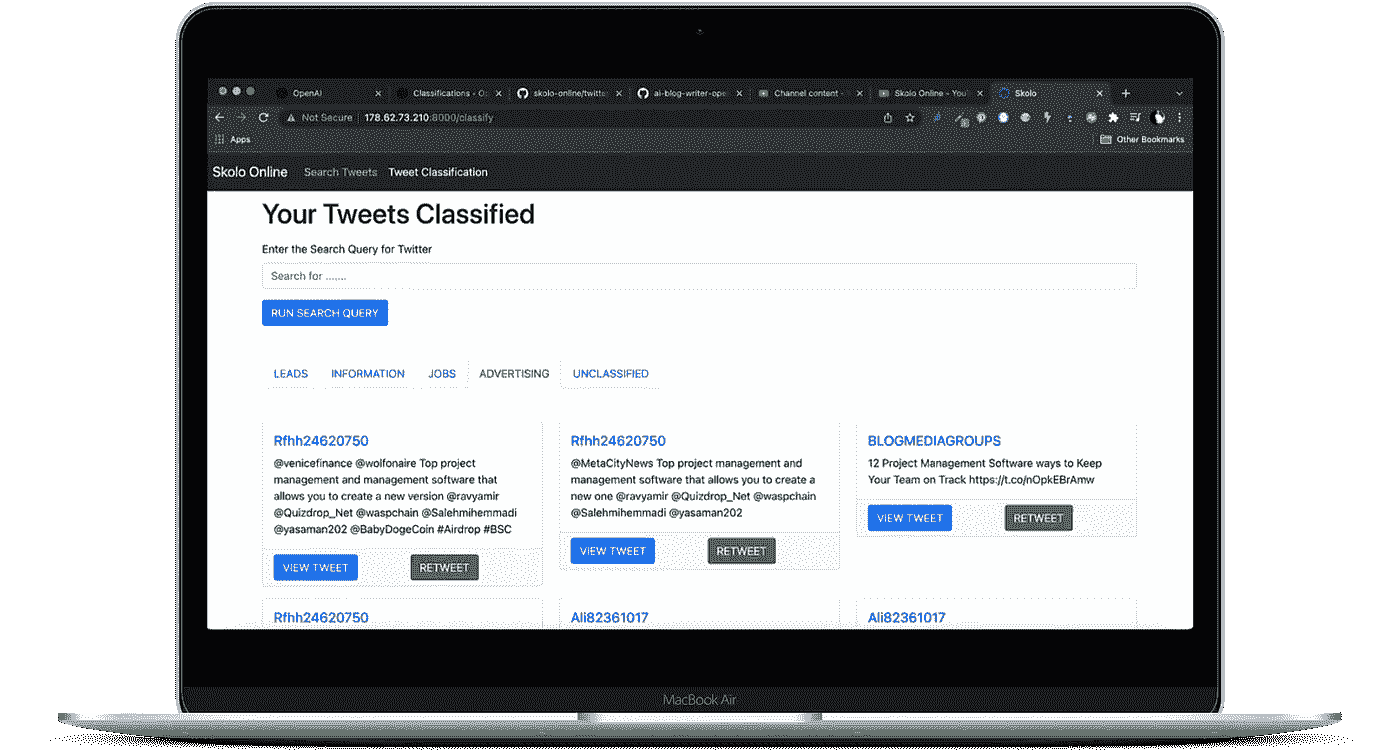 OpenAI
Classifications - O
skolo-online/twitte
ai-blog-writer-ope
Channel content -
Skolo Online - You
Skolo
Not Secure 178.62.73.210:8000/classify
Apps
Other Bookmarks
Skolo Online Search Tweets Tweet Classification
Your Tweets Classified
Enter the Search Query for Twitter
Search for .......
RUN SEARCH QUERY
LEADS INFORMATION JOBS ADVERTISING UNCLASSIFIED
Rfhh24620750
@venicefinance @wolfonaire Top project
management and management software that
allows you to create a new version @ravyamir
@Quizdrop_Net @waspchain @Salehmihemmadi
@yasaman202 @BabyDogeCoin #Airdrop #BSC
VIEW TWEET RETWEET
Rfhh24620750
@MetaCityNews Top project management and
management software that allows you to create a
new one @ravyamir @Quizdrop_Net @waspchain
@Salehmihemmadi @yasaman202
VIEW TWEET RETWEET
BLOGMEDIAGROUPS
12 Project Management Software ways to Keep
Your Team on Track https://t.co/nOpkEBrAmw
VIEW TWEET RETWEET
Rfhh24620750
Ali82361017
Ali82361017
MacBook Air